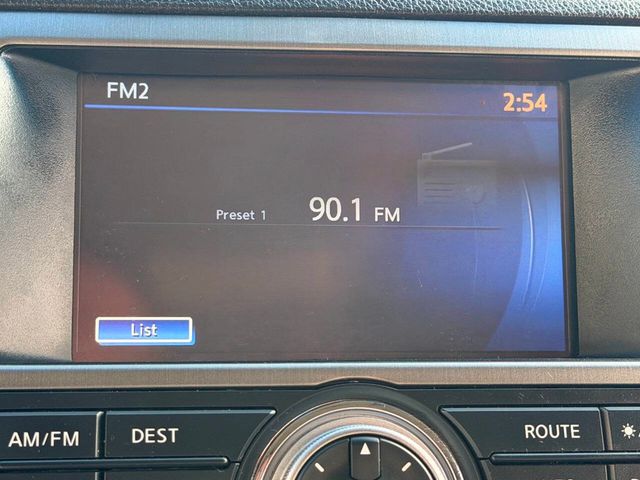 FM2
2:54
Preset 1 90.1 FM
List
AM/FM DEST ROUTE